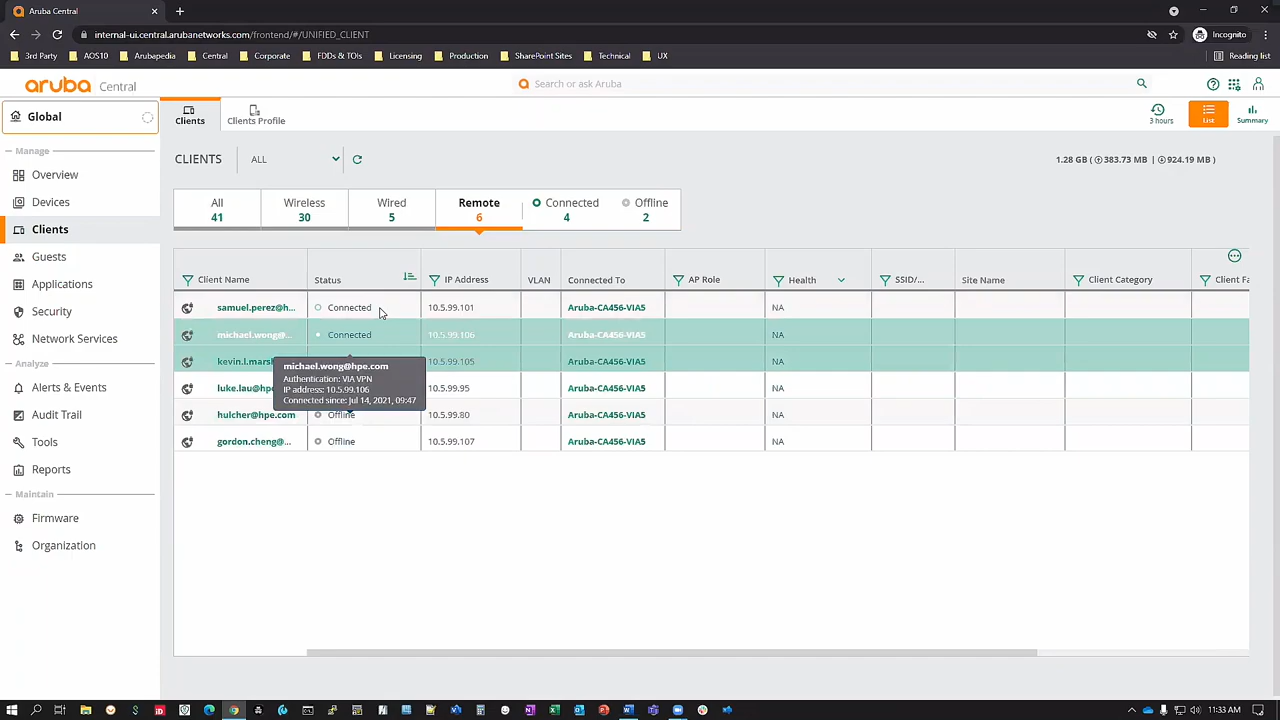 Aruba Central
internal-ui.central.arubanetworks.com/frontend/#/UNIFIED_CLIENT
Incognito
3rd Party AOS10 Arubapedia Central Corporate FDDs & TOIs Licensing Production SharePoint Sites Technical UX Reading list
aruba Central
Search or ask Aruba
Global
Clients
Clients Profile
3 hours
List
Summary
Manage
Overview
Devices
Clients
Guests
Applications
Security
Network Services
Analyze
Alerts & Events
Audit Trail
Tools
Reports
Maintain
Firmware
Organization
CLIENTS ALL
1.28 GB ( 383.73 MB | 924.19 MB )
All Wireless Wired Remote Connected Offline
41 30 5 6 4 2
Client Name Status IP Address VLAN Connected To AP Role Health SSID/... Site Name Client Category Client Fa
samuel.perez@h... Connected 10.5.99.101 Aruba-CA456-VIA5 NA
michael.wong@... Connected 10.5.99.106 Aruba-CA456-VIA5 NA
kevin.l.marsh 10.5.99.105 Aruba-CA456-VIA5 NA
luke.lau@hpe 10.5.99.95 Aruba-CA456-VIA5 NA
hulcher@hpe.com Offline 10.5.99.80 Aruba-CA456-VIA5 NA
gordon.cheng@... Offline 10.5.99.107 Aruba-CA456-VIA5 NA
michael.wong@hpe.com
Authentication: VIA VPN
IP address: 10.5.99.106
Connected since: Jul 14, 2021, 09:47
11:33 AM